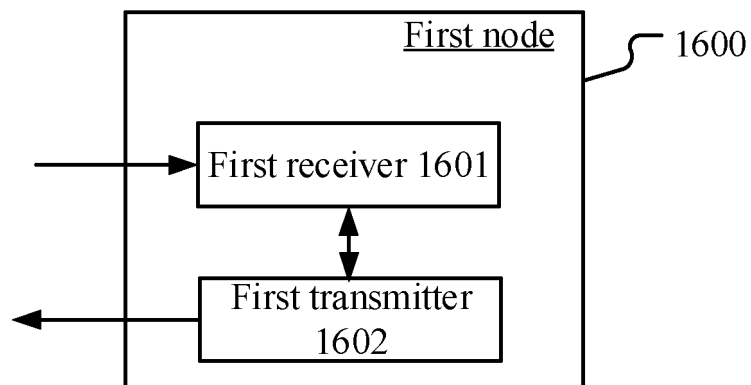 First node
1600
First receiver 1601
First transmitter
1602